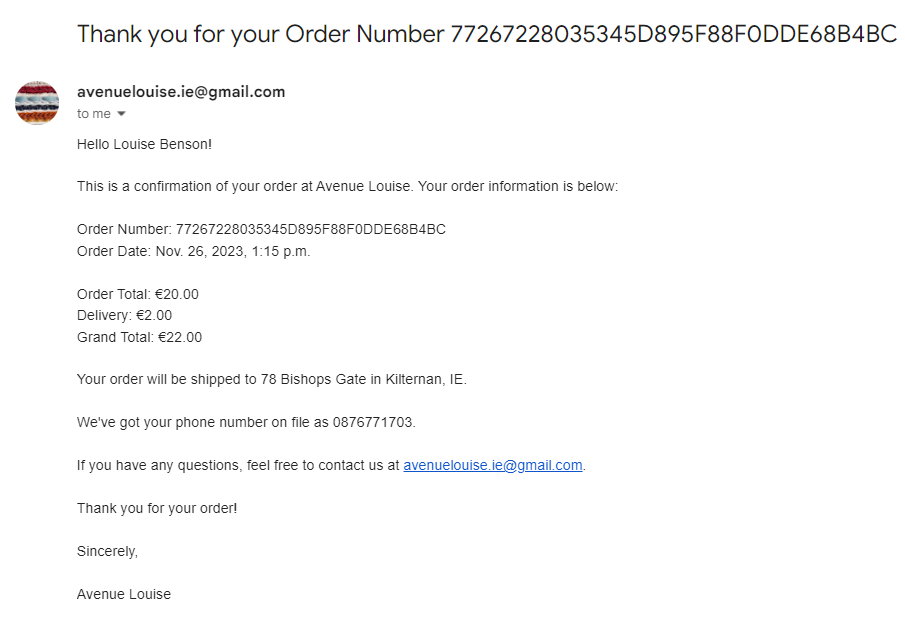 Thank you for your Order Number 77267228035345D895F88F0DDE68B4BC
avenuelouise.ie@gmail.com
to me
Hello Louise Benson!
This is a confirmation of your order at Avenue Louise. Your order information is below:
Order Number: 77267228035345D895F88F0DDE68B4BC
Order Date: Nov. 26, 2023, 1:15 p.m.
Order Total: €20.00
Delivery: €2.00
Grand Total: €22.00
Your order will be shipped to 78 Bishops Gate in Kilternan, IE.
We've got your phone number on file as 0876771703.
If you have any questions, feel free to contact us at avenuelouise.ie@gmail.com.
Thank you for your order!
Sincerely,
Avenue Louise